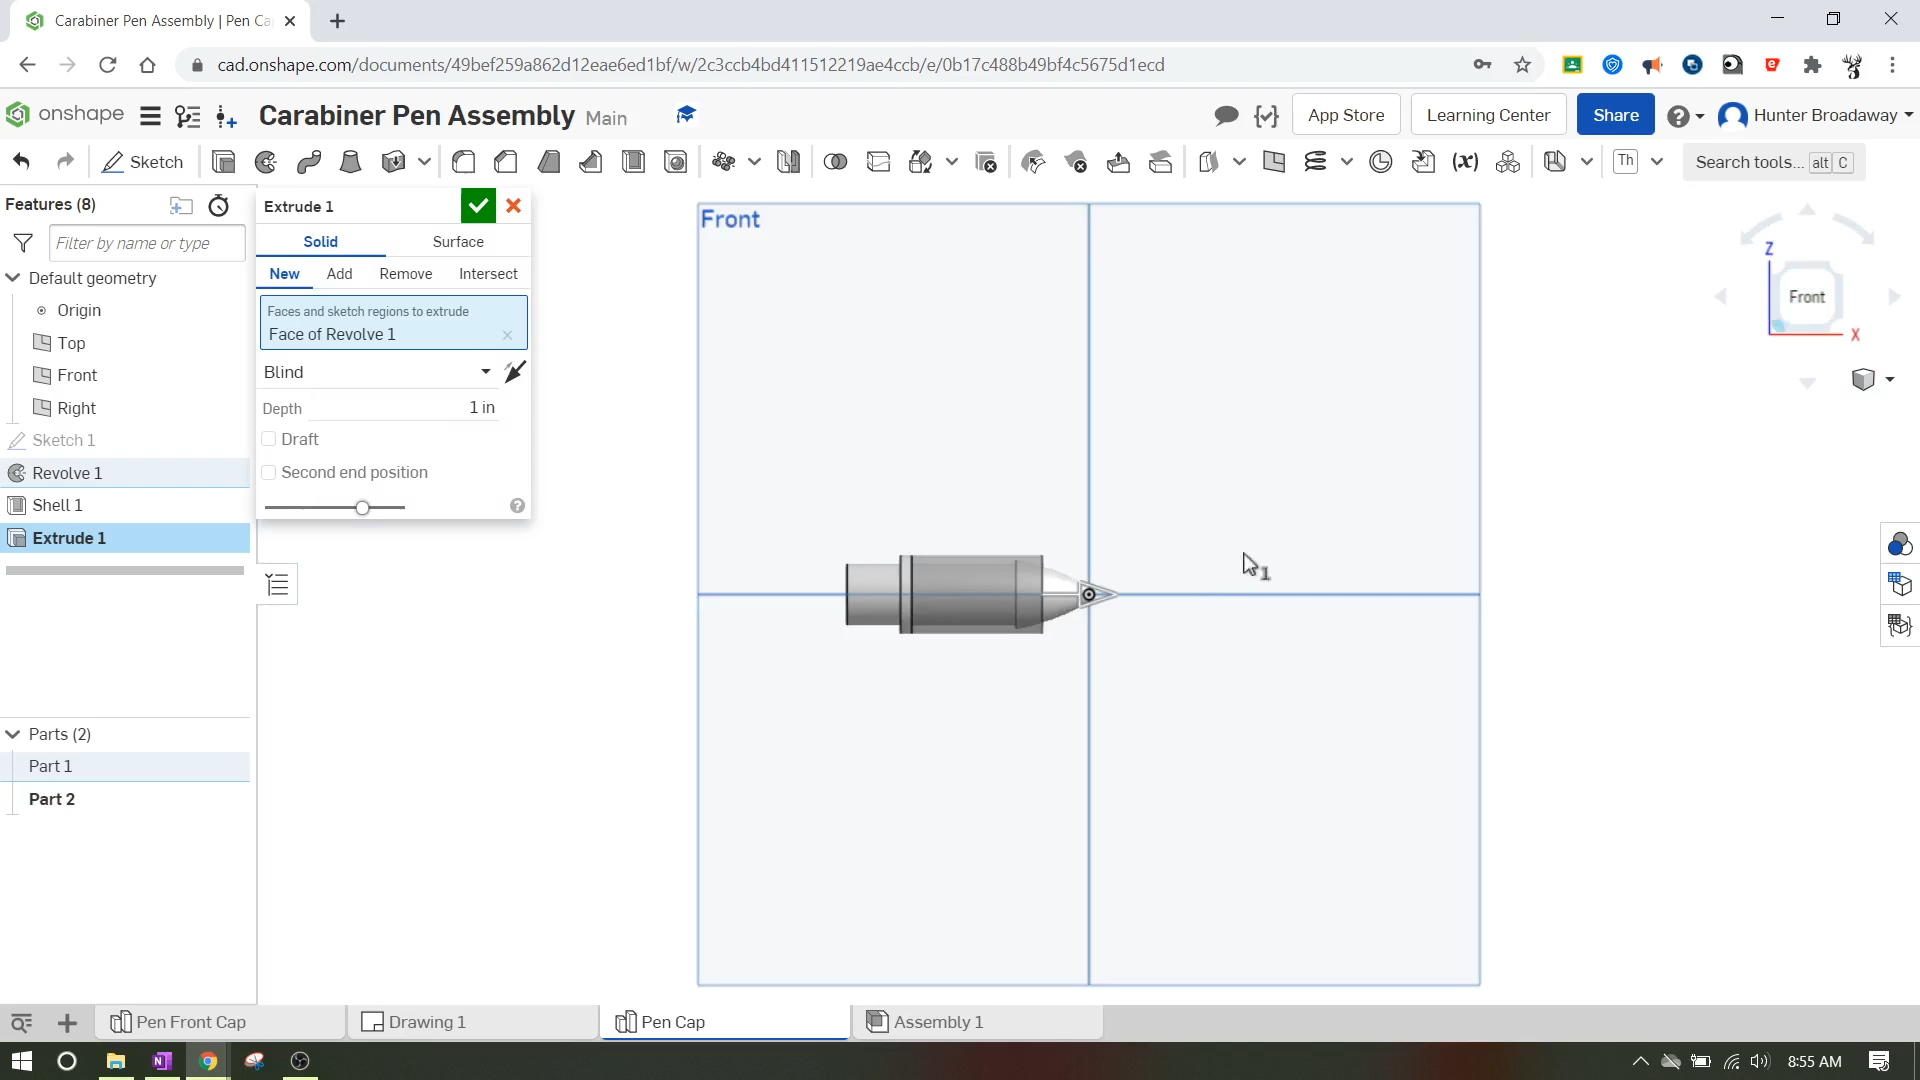 Carabiner Pen Assembly | Pen Ca
cad.onshape.com/documents/49bef259a862d12eae6ed1bf/w/2c3ccb4bd411512219ae4ccb/e/0b17c488b49bf4c5675d1ecd
onshape
Carabiner Pen Assembly Main
App Store
Learning Center
Share
Hunter Broadaway
Sketch
(x)
Th
Search tools... alt C
Features (8)
Filter by name or type
Default geometry
Origin
Top
Front
Right
Sketch 1
Revolve 1
Shell 1
Extrude 1
Parts (2)
Part 1
Part 2
Extrude 1
Solid
Surface
New
Add
Remove
Intersect
Faces and sketch regions to extrude
Face of Revolve 1
Blind
Depth
1 in
Draft
Second end position
Front
1
Z
Front
X
Pen Front Cap
Drawing 1
Pen Cap
Assembly 1
8:55 AM